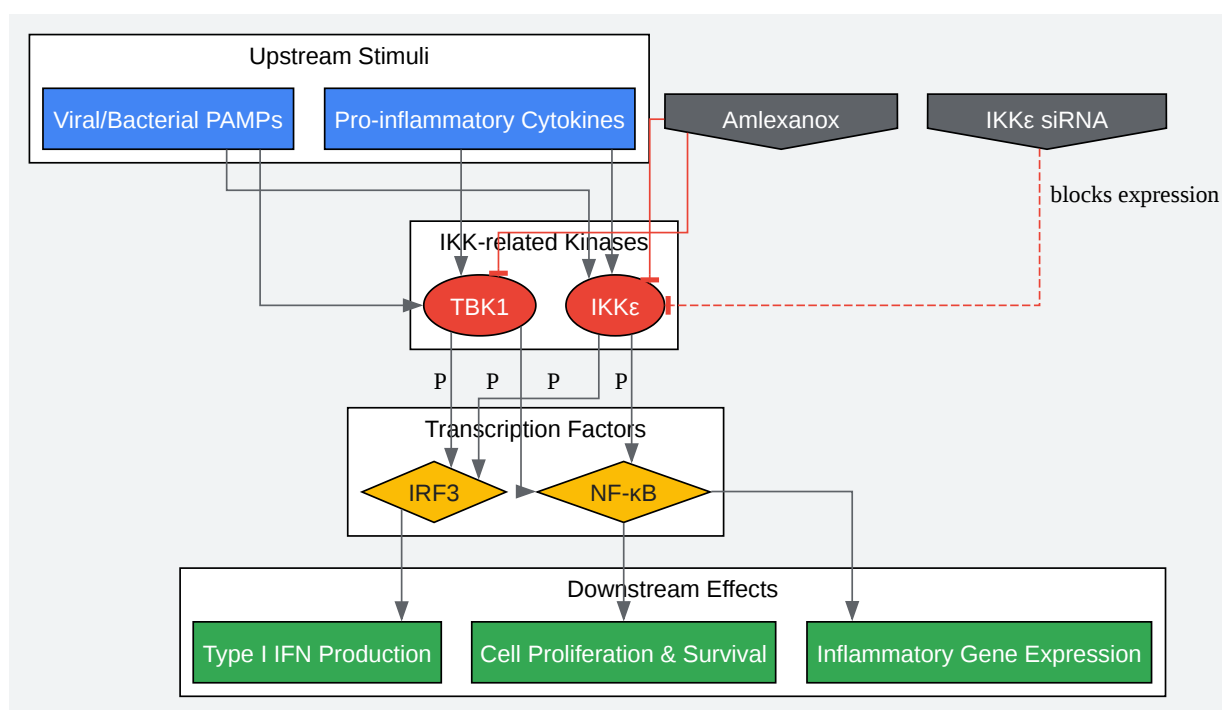 Upstream Stimuli
Viral/Bacterial PAMPs
Pro-inflammatory Cytokines
Amlexanox
IKKε siRNA
blocks expression
IKK-related Kinases
TBK1
IKKε
P
P
P
P
Transcription Factors
IRF3
NF-κB
Downstream Effects
Type I IFN Production
Cell Proliferation & Survival
Inflammatory Gene Expression